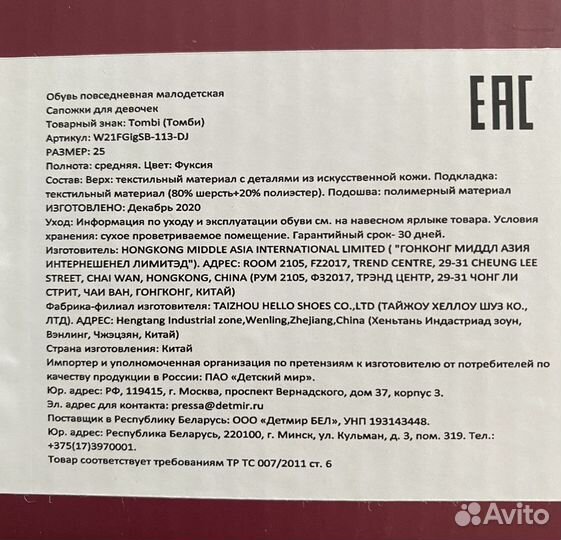 Обувь повседневная малодетская
EAC
Сапожки для девочек
Товарный знак: Tombi (Томби)
Артикул: W21FGlgSB-113-DJ
РАЗМЕР: 25
Полнота: средняя. Цвет: Фуксия
Состав: Верх: текстильный материал с деталями из искусственной кожи. Подкладка:
текстильный материал (80% шерсть+20% полиэстер). Подошва: полимерный материал
ИЗГОТОВЛЕНО: Декабрь 2020
Уход: Информация по уходу и эксплуатации обуви см. на навесном ярлыке товара. Условия
хранения: сухое проветриваемое помещение. Гарантийный срок- 30 дней.
Изготовитель: HONGKONG MIDDLE ASIA INTERNATIONAL LIMITED ( "ГОНКОНГ МИДДЛ АЗИЯ
ИНТЕРНЕШЕНЕЛ ЛИМИТЭД"). АДРЕС: ROOM 2105, FZ2017, TREND CENTRE, 29-31 CHEUNG LEE
STREET, CHAI WAN, HONGKONG, CHINA (РУМ 2105, ФЗ2017, ТРЭНД ЦЕНТР, 29-31 ЧОНГ ЛИ
СТРИТ, ЧАИ ВАН, ГОНГКОНГ, КИТАЙ)
Фабрика-филиал изготовителя: TAIZHOU HELLO SHOES CO.,LTD (ТАЙЖОУ ХЕЛЛОУ ШУЗ КО.,
ЛТД). АДРЕС: Hengtang Industrial zone,Wenling,Zhejiang,China (Хеньтань Индастриад зоун,
Вэнлинг, Чжэцзян, Китай)
Страна изготовления: Китай
Импортер и уполномоченная организация по претензиям к изготовителю от потребителей по
качеству продукции в России: ПАО «Детский мир».
Юр. адрес: РФ, 119415, г. Москва, проспект Вернадского, дом 37, корпус 3.
Эл. адрес для контакта: pressa@detmir.ru
Поставщик в Республику Беларусь: ООО «Детмир БЕЛ», УНП 193143448.
Юр. адрес: Республика Беларусь, 220100, г. Минск, ул. Кульман, д. 3, пом. 319. Тел.:
+375(17)3970001.
Товар соответствует требованиям ТР ТС 007/2011 ст. 6
Avito